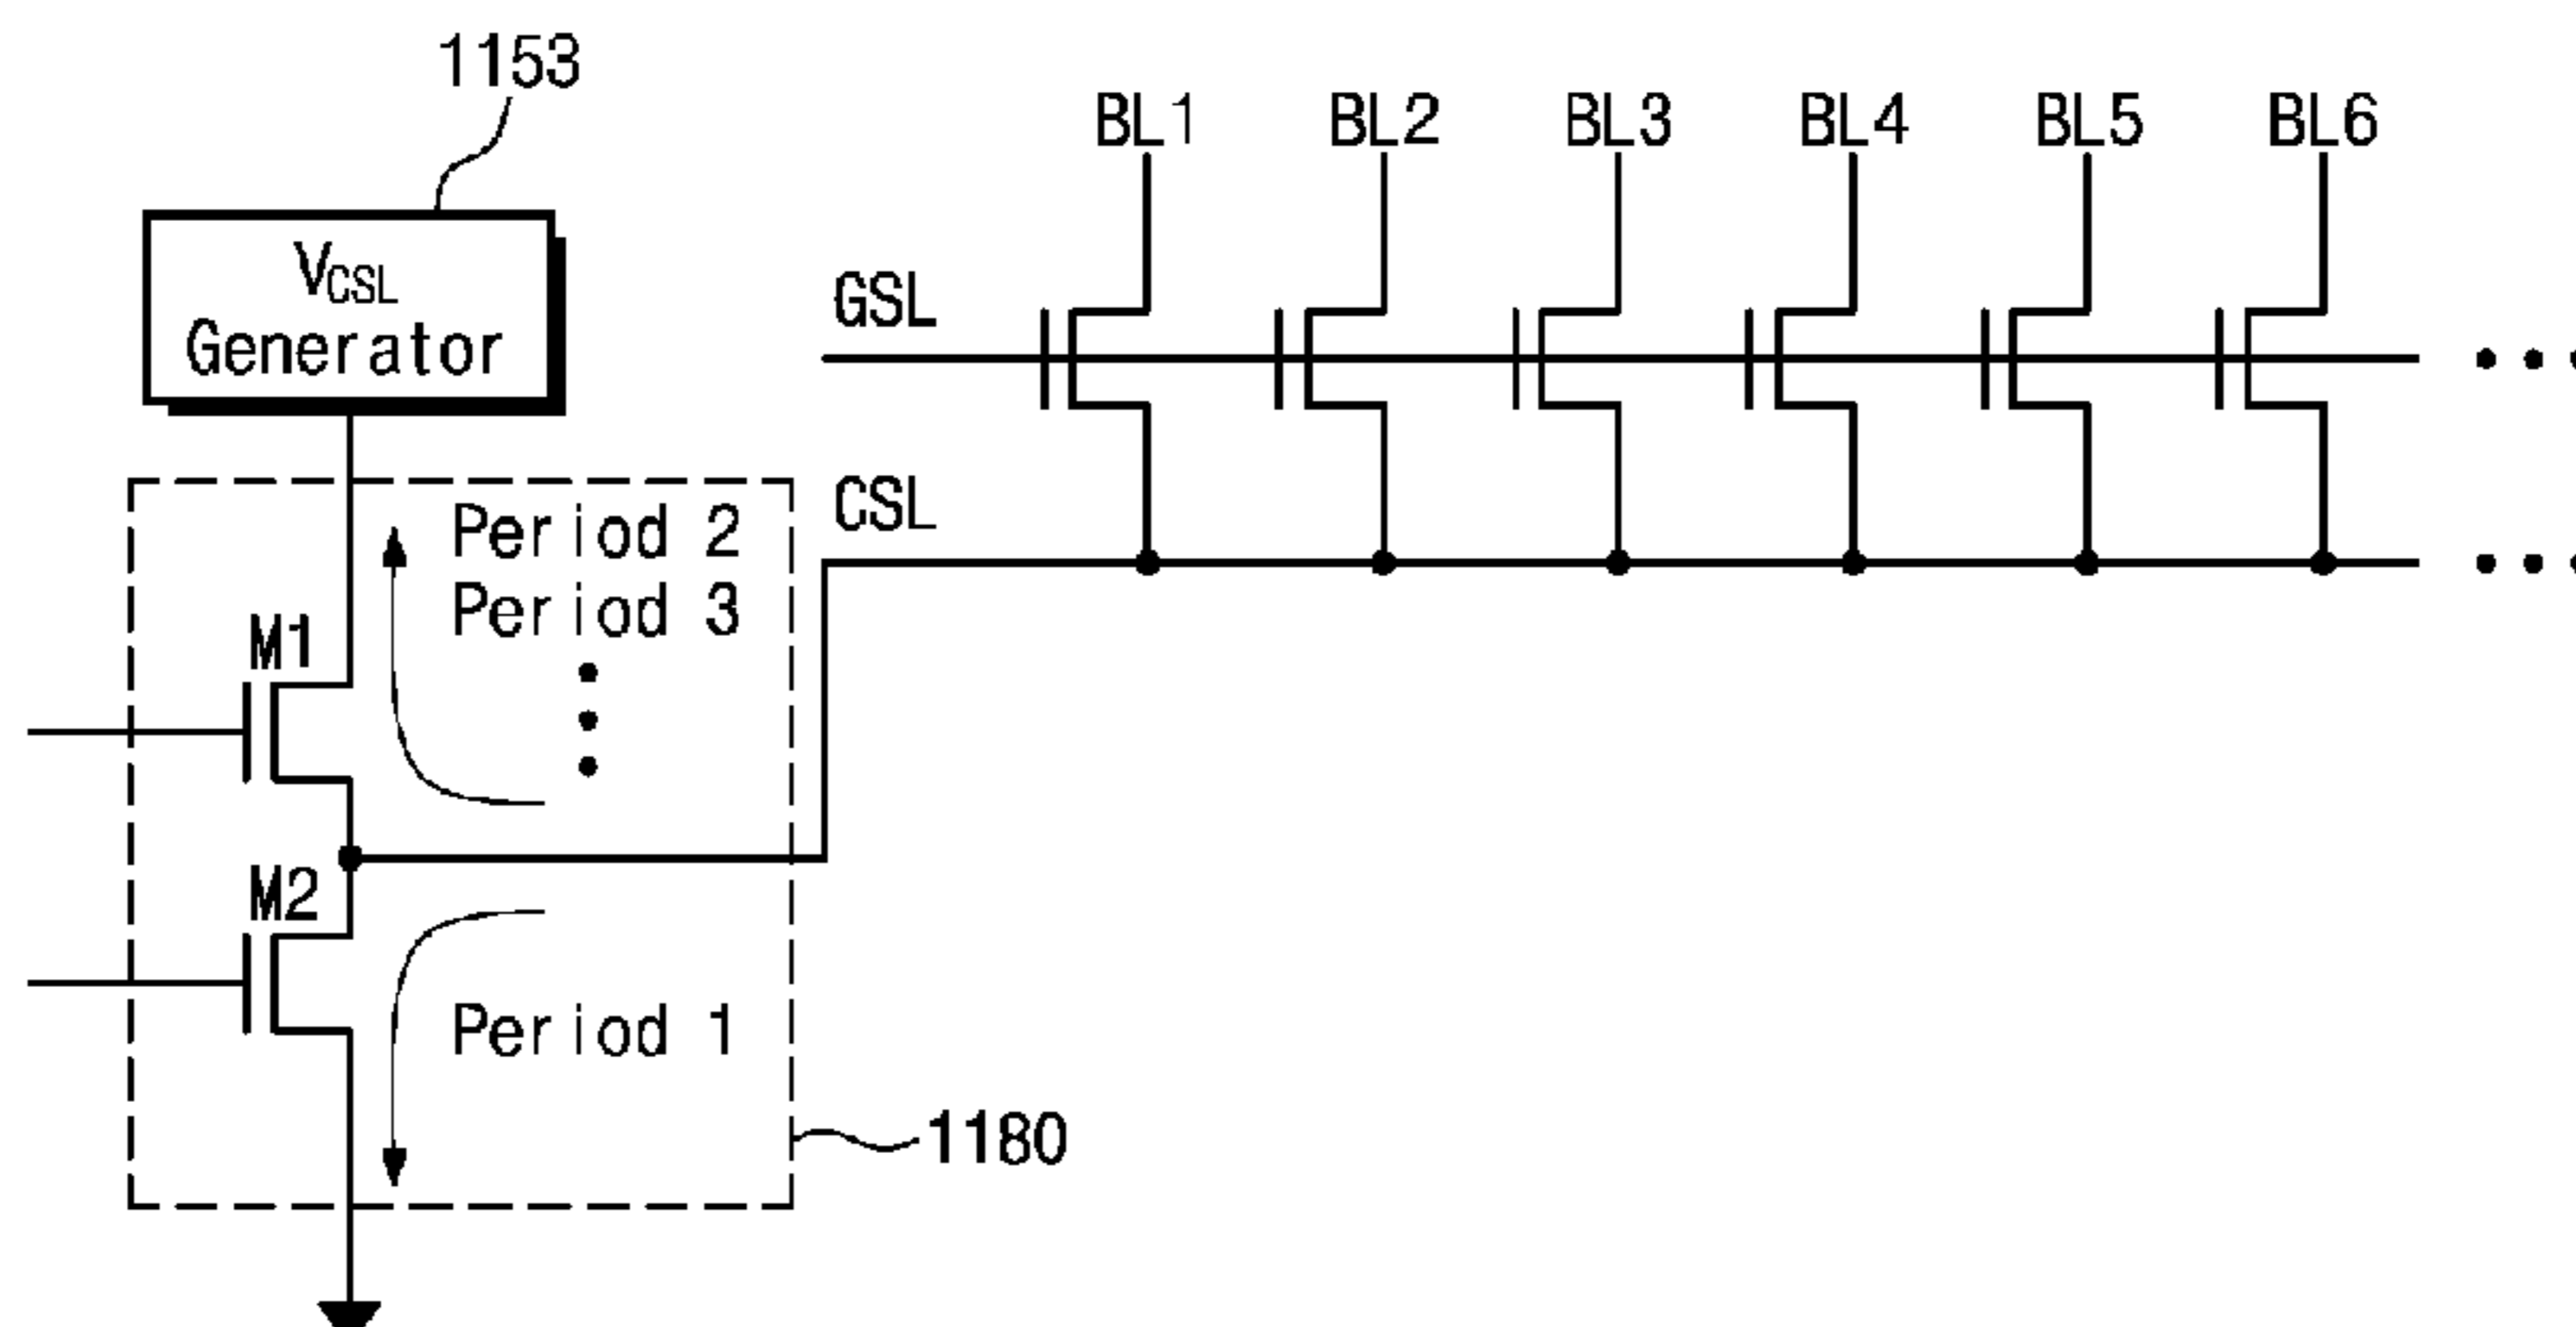 1153
BL1 BL2 BL3 BL4 BL5 BL6
VCSL
Generator
GSL
CSL
Period 2
Period 3
M1
M2
Period 1
1180